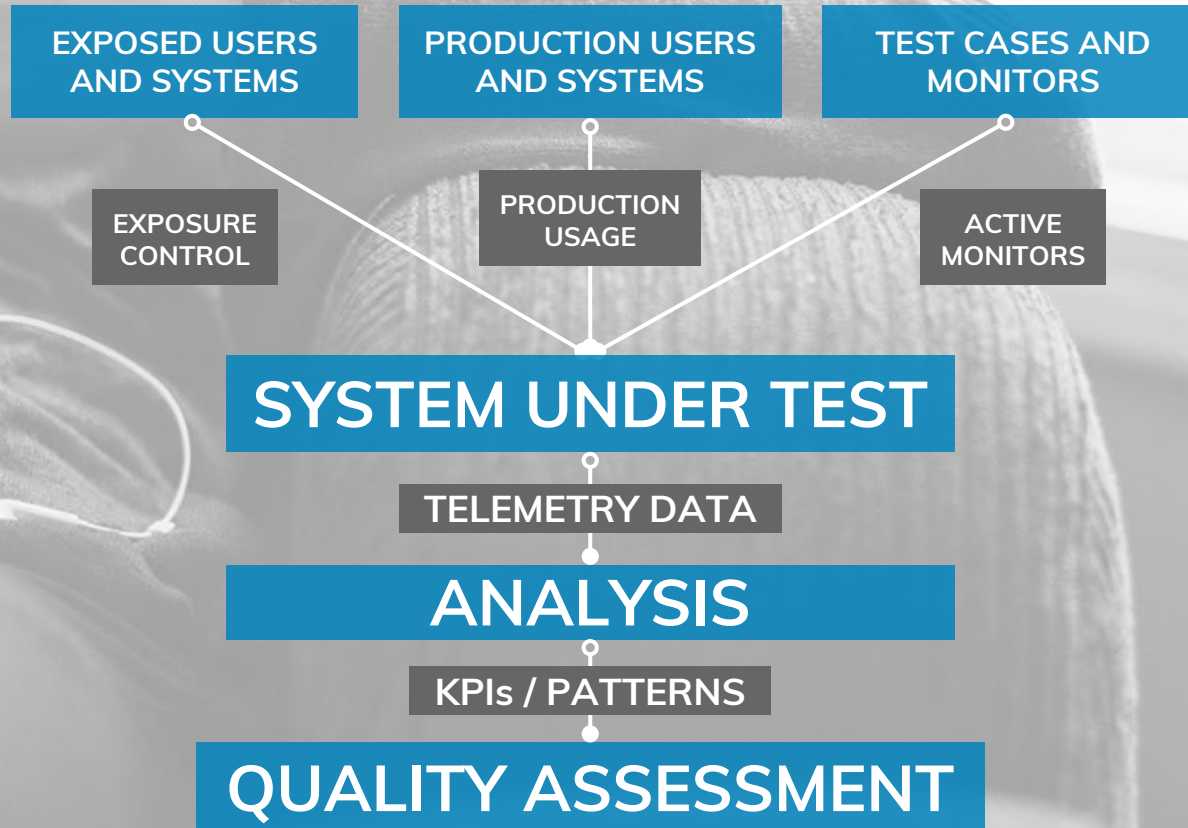 EXPOSED USERS
AND SYSTEMS
PRODUCTION USERS
AND SYSTEMS
TEST CASES AND
MONITORS
EXPOSURE
CONTROL
PRODUCTION
USAGE
ACTIVE
MONITORS
SYSTEM UNDER TEST
TELEMETRY DATA
ANALYSIS
KPIs / PATTERNS
QUALITY ASSESSMENT